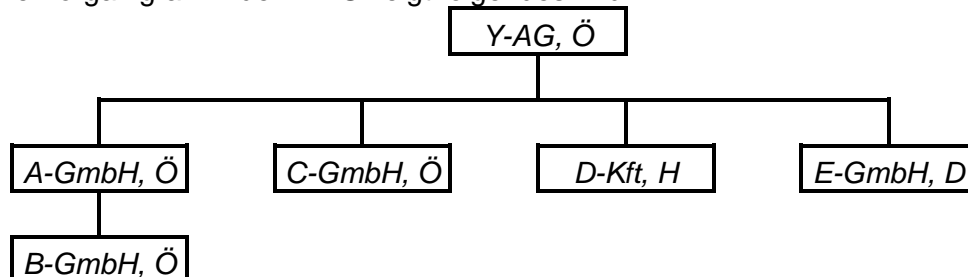 Y-AG, Ö
A-GmbH, Ö
C-GmbH, Ö
D-Kft, H
E-GmbH, D
B-GmbH, Ö